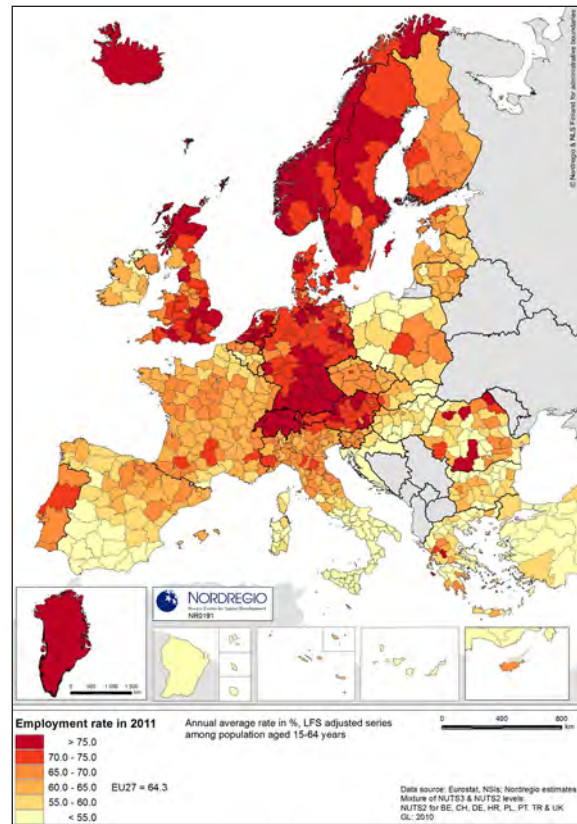 © Nordregio & NLS Finland for administrative boundaries
NORDREGIO
Nordic Centre for Spatial Development
NR0191
0 500 1 000 1 500
km
Employment rate in 2011
Annual average rate in %, LFS adjusted series
among population aged 15-64 years
0 400 800
km
> 75.0
70.0 - 75.0
65.0 - 70.0
60.0 - 65.0
55.0 - 60.0
< 55.0
EU27 = 64.3
Data source: Eurostat, NSIs; Nordregio estimates
Mixture of NUTS3 & NUTS2 levels:
NUTS2 for BE, CH, DE, HR, PL, PT, TR & UK
GL: 2010